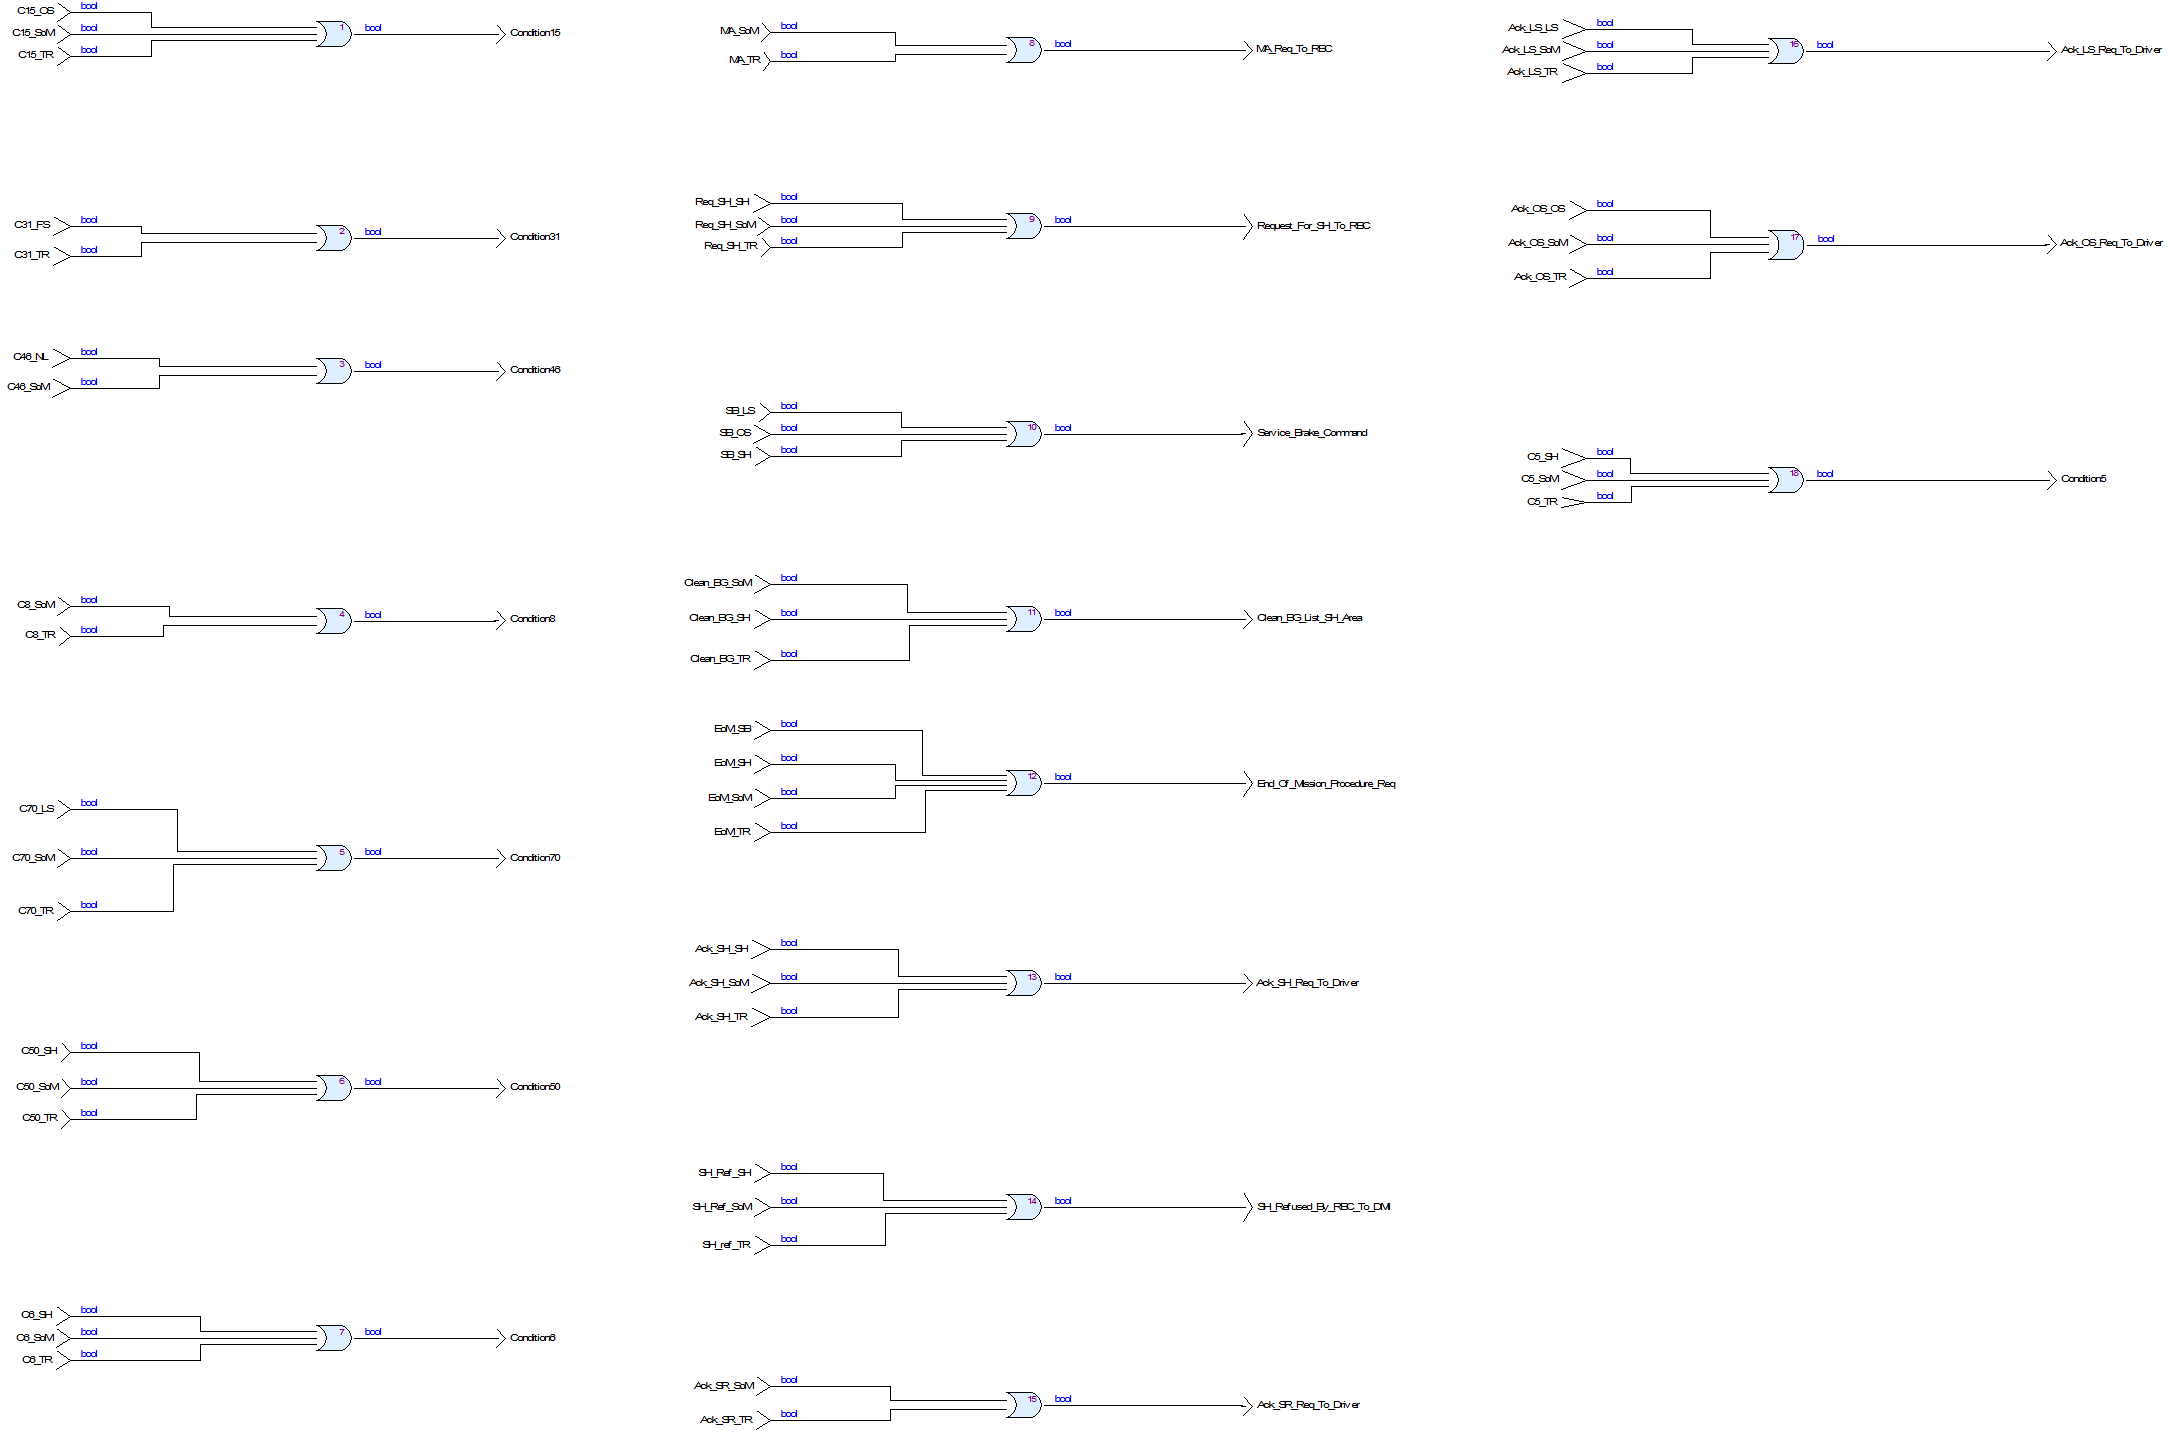 C15_OS bool
C15_SoM bool 1 bool Condition15
C15_TR bool
C31_FS bool
2 bool Condition31
C31_TR bool
C46_NL bool
3 bool Condition46
C46_SoM bool
C8_SoM bool
4 bool Condition8
C8_TR bool
C70_LS bool
C70_SoM bool 5 bool Condition70
C70_TR bool
C50_SH bool
C50_SoM bool 6 bool Condition50
C50_TR bool
C6_SH bool
C6_SoM bool 7 bool Condition6
C6_TR bool
MA_SoM bool
8 bool MA_Req_To_RBC
MA_TR bool
Req_SH_SH bool
Req_SH_SoM bool 9 bool Request_For_SH_To_RBC
Req_SH_TR bool
SB_LS bool
SB_OS bool 10 bool Service_Brake_Command
SB_SH bool
Clean_BG_SoM bool
Clean_BG_SH bool 11 bool Clean_BG_List_SH_Area
Clean_BG_TR bool
EoM_SB bool
EoM_SH bool
12 bool End_Of_Mission_Procedure_Req
EoM_SoM bool
EoM_TR bool
Ack_SH_SH bool
Ack_SH_SoM bool 13 bool Ack_SH_Req_To_Driver
Ack_SH_TR bool
SH_Ref_SH bool
SH_Ref_SoM bool 14 bool SH_Refused_By_RBC_To_DMI
SH_ref_TR bool
Ack_SR_SoM bool
15 bool Ack_SR_Req_To_Driver
Ack_SR_TR bool
Ack_LS_LS bool
Ack_LS_SoM bool 16 bool Ack_LS_Req_To_Driver
Ack_LS_TR bool
Ack_OS_OS bool
Ack_OS_SoM bool 17 bool Ack_OS_Req_To_Driver
Ack_OS_TR bool
C5_SH bool
C5_SoM bool 18 bool Condition5
C5_TR bool